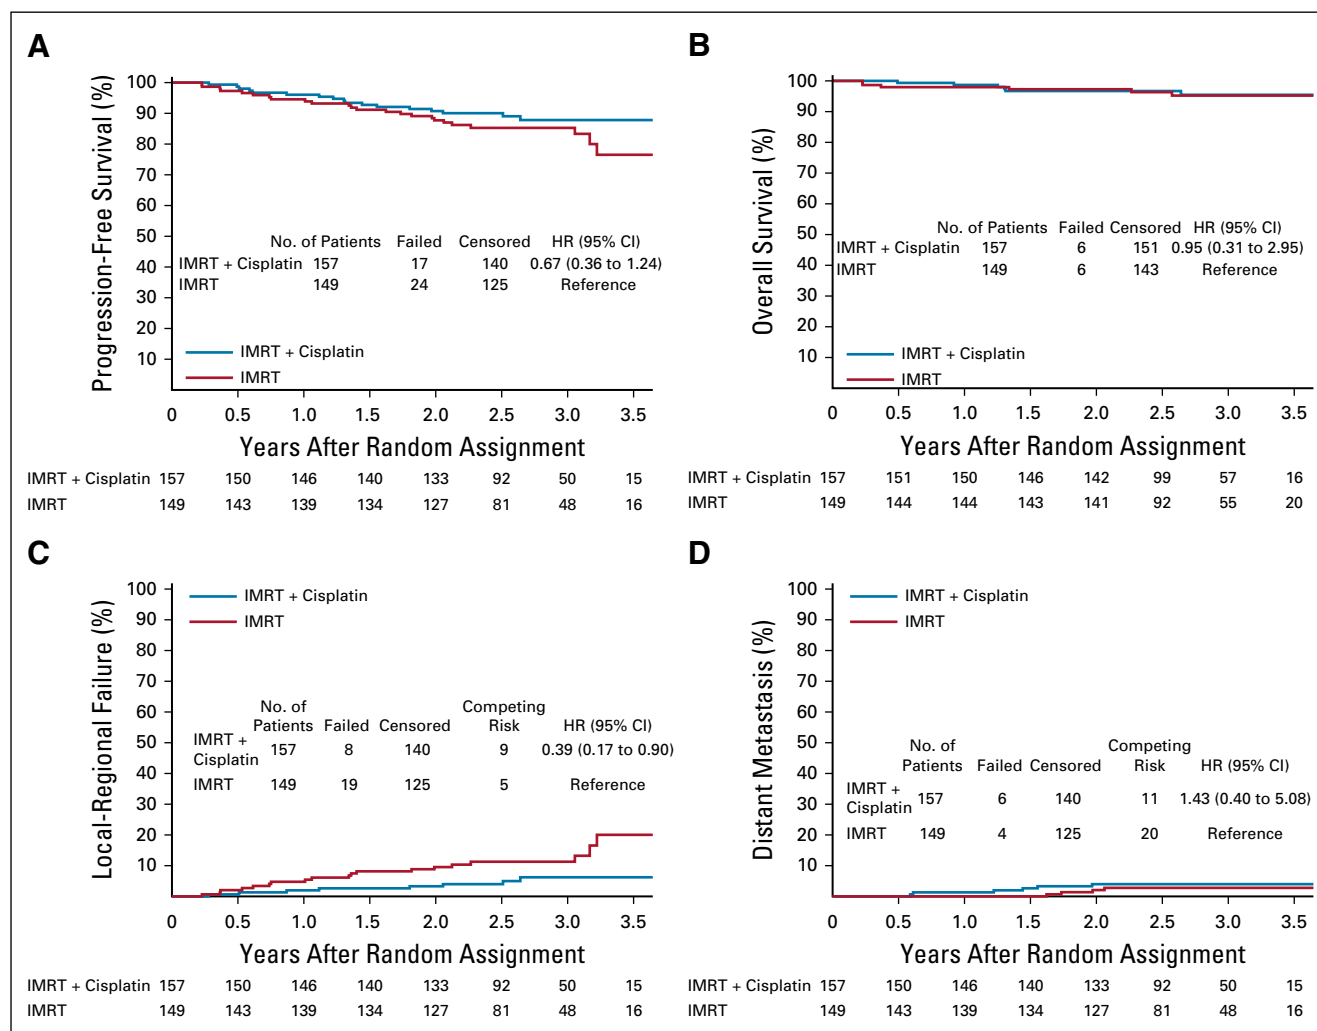 A
Progression-Free Survival (%)
100
90
80
70
60
50
40
30
20
10
No. of Patients Failed Censored HR (95% CI)
IMRT + Cisplatin 157 17 140 0.67 (0.36 to 1.24)
IMRT 149 24 125 Reference
IMRT + Cisplatin
IMRT
0 0.5 1.0 1.5 2.0 2.5 3.0 3.5
Years After Random Assignment
IMRT + Cisplatin 157 150 146 140 133 92 50 15
IMRT 149 143 139 134 127 81 48 16
B
Overall Survival (%)
100
90
80
70
60
50
40
30
20
10
No. of Patients Failed Censored HR (95% CI)
IMRT + Cisplatin 157 6 151 0.95 (0.31 to 2.95)
IMRT 149 6 143 Reference
IMRT + Cisplatin
IMRT
0 0.5 1.0 1.5 2.0 2.5 3.0 3.5
Years After Random Assignment
IMRT + Cisplatin 157 151 150 146 142 99 57 16
IMRT 149 144 144 143 141 92 55 20
C
Local-Regional Failure (%)
100
90
80
70
60
50
40
30
20
10
IMRT + Cisplatin
IMRT
No. of Competing
Patients Failed Censored Risk HR (95% CI)
IMRT +
Cisplatin 157 8 140 9 0.39 (0.17 to 0.90)
IMRT 149 19 125 5 Reference
0 0.5 1.0 1.5 2.0 2.5 3.0 3.5
Years After Random Assignment
IMRT + Cisplatin 157 150 146 140 133 92 50 15
IMRT 149 143 139 134 127 81 48 16
D
Distant Metastasis (%)
100
90
80
70
60
50
40
30
20
10
IMRT + Cisplatin
IMRT
No. of Competing
Patients Failed Censored Risk HR (95% CI)
IMRT +
Cisplatin 157 6 140 11 1.43 (0.40 to 5.08)
IMRT 149 4 125 20 Reference
0 0.5 1.0 1.5 2.0 2.5 3.0 3.5
Years After Random Assignment
IMRT + Cisplatin 157 150 146 140 133 92 50 15
IMRT 149 143 139 134 127 81 48 16